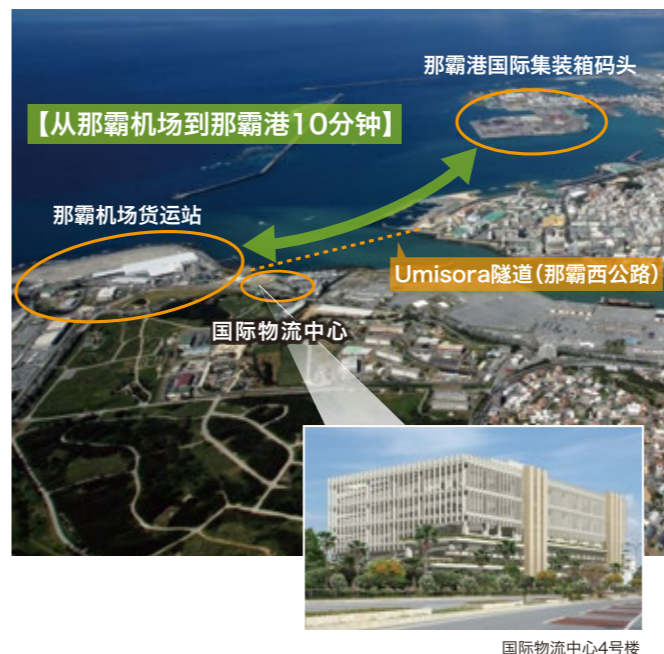 那霸港国际集装箱码头
【从那霸机场到那霸港10分钟】
那霸机场货运站
Umisora隧道(那霸西公路)
国际物流中心
国际物流中心4号楼